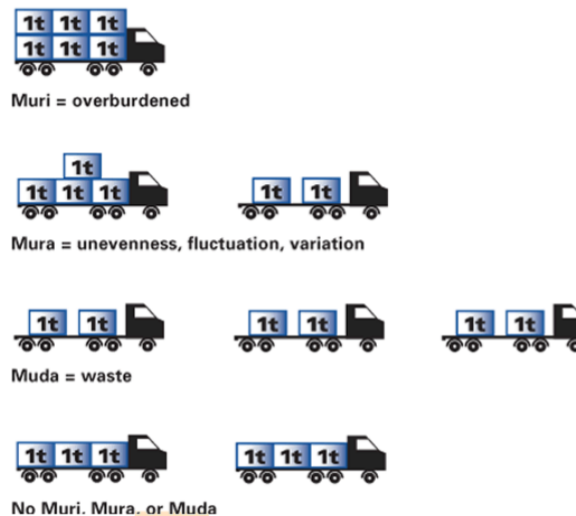 1t 1t 1t
1t 1t 1t
Muri = overburdened
1t
1t 1t 1t 1t 1t
Mura = unevenness, fluctuation, variation
1t 1t 1t 1t 1t 1t
Muda = waste
1t 1t 1t 1t 1t 1t
No Muri, Mura, or Muda